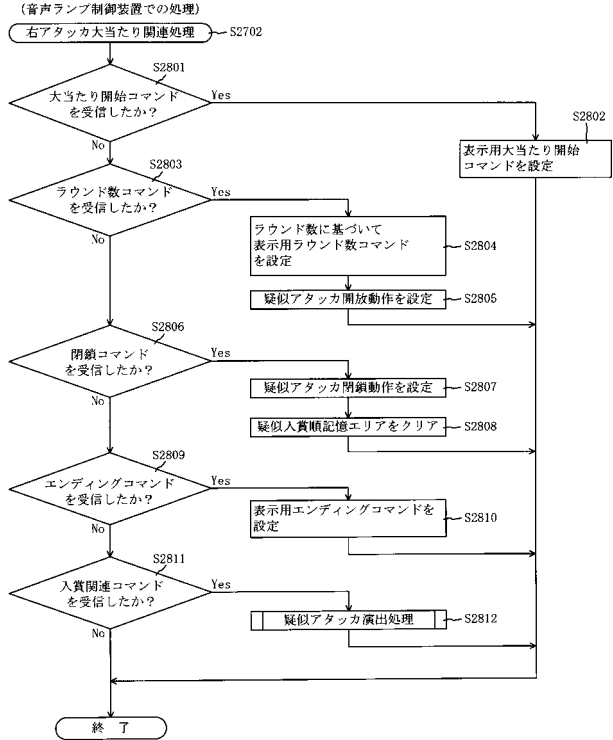 (音声ランプ制御装置での処理)
右アタッカ大当たり関連処理
S2702
S2801
大当たり開始コマンド
を受信したか？
Yes
No
S2802
表示用大当たり開始
コマンドを設定
S2803
ラウンド数コマンド
を受信したか？
Yes
No
ラウンド数に基づいて
表示用ラウンド数コマンド
を設定
S2804
疑似アタッカ開放動作を設定
S2805
S2806
閉鎖コマンド
を受信したか？
Yes
No
疑似アタッカ閉鎖動作を設定
S2807
疑似入賞順記憶エリアをクリア
S2808
S2809
エンディングコマンド
を受信したか？
Yes
No
表示用エンディングコマンドを
設定
S2810
S2811
入賞関連コマンド
を受信したか？
Yes
No
疑似アタッカ演出処理
S2812
終 了